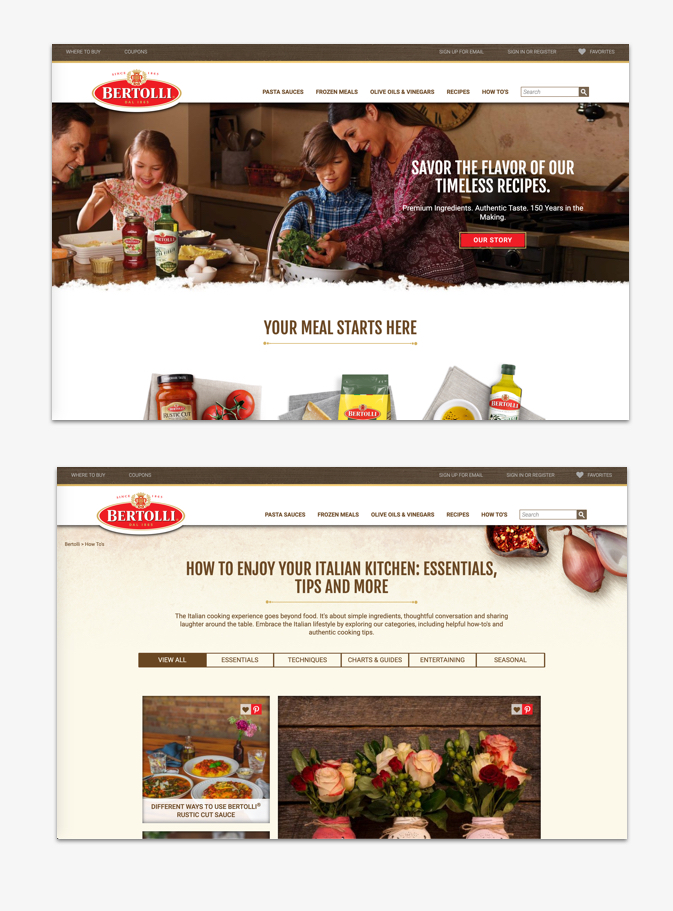 WHERE TO BUY COUPONS SIGN UP FOR EMAIL SIGN IN OR REGISTER FAVORITES
SINCE 1865
BERTOLLI
DAL 1865
PASTA SAUCES FROZEN MEALS OLIVE OILS & VINEGARS RECIPES HOW TO'S Search
SAVOR THE FLAVOR OF OUR
TIMELESS RECIPES.
Premium Ingredients. Authentic Taste. 150 Years in the
Making.
OUR STORY
YOUR MEAL STARTS HERE
BERTOLLI
RUSTIC CUT
BERTOLLI
BERTOLLI
WHERE TO BUY COUPONS SIGN UP FOR EMAIL SIGN IN OR REGISTER FAVORITES
SINCE 1865
BERTOLLI
DAL 1865
PASTA SAUCES FROZEN MEALS OLIVE OILS & VINEGARS RECIPES HOW TO'S Search
Bertolli > How To's
HOW TO ENJOY YOUR ITALIAN KITCHEN: ESSENTIALS,
TIPS AND MORE
The Italian cooking experience goes beyond food. It's about simple ingredients, thoughtful conversation and sharing
laughter around the table. Embrace the Italian lifestyle by exploring our categories, including helpful how-to's and
authentic cooking tips.
VIEW ALL ESSENTIALS TECHNIQUES CHARTS & GUIDES ENTERTAINING SEASONAL
DIFFERENT WAYS TO USE BERTOLLI®
RUSTIC CUT SAUCE